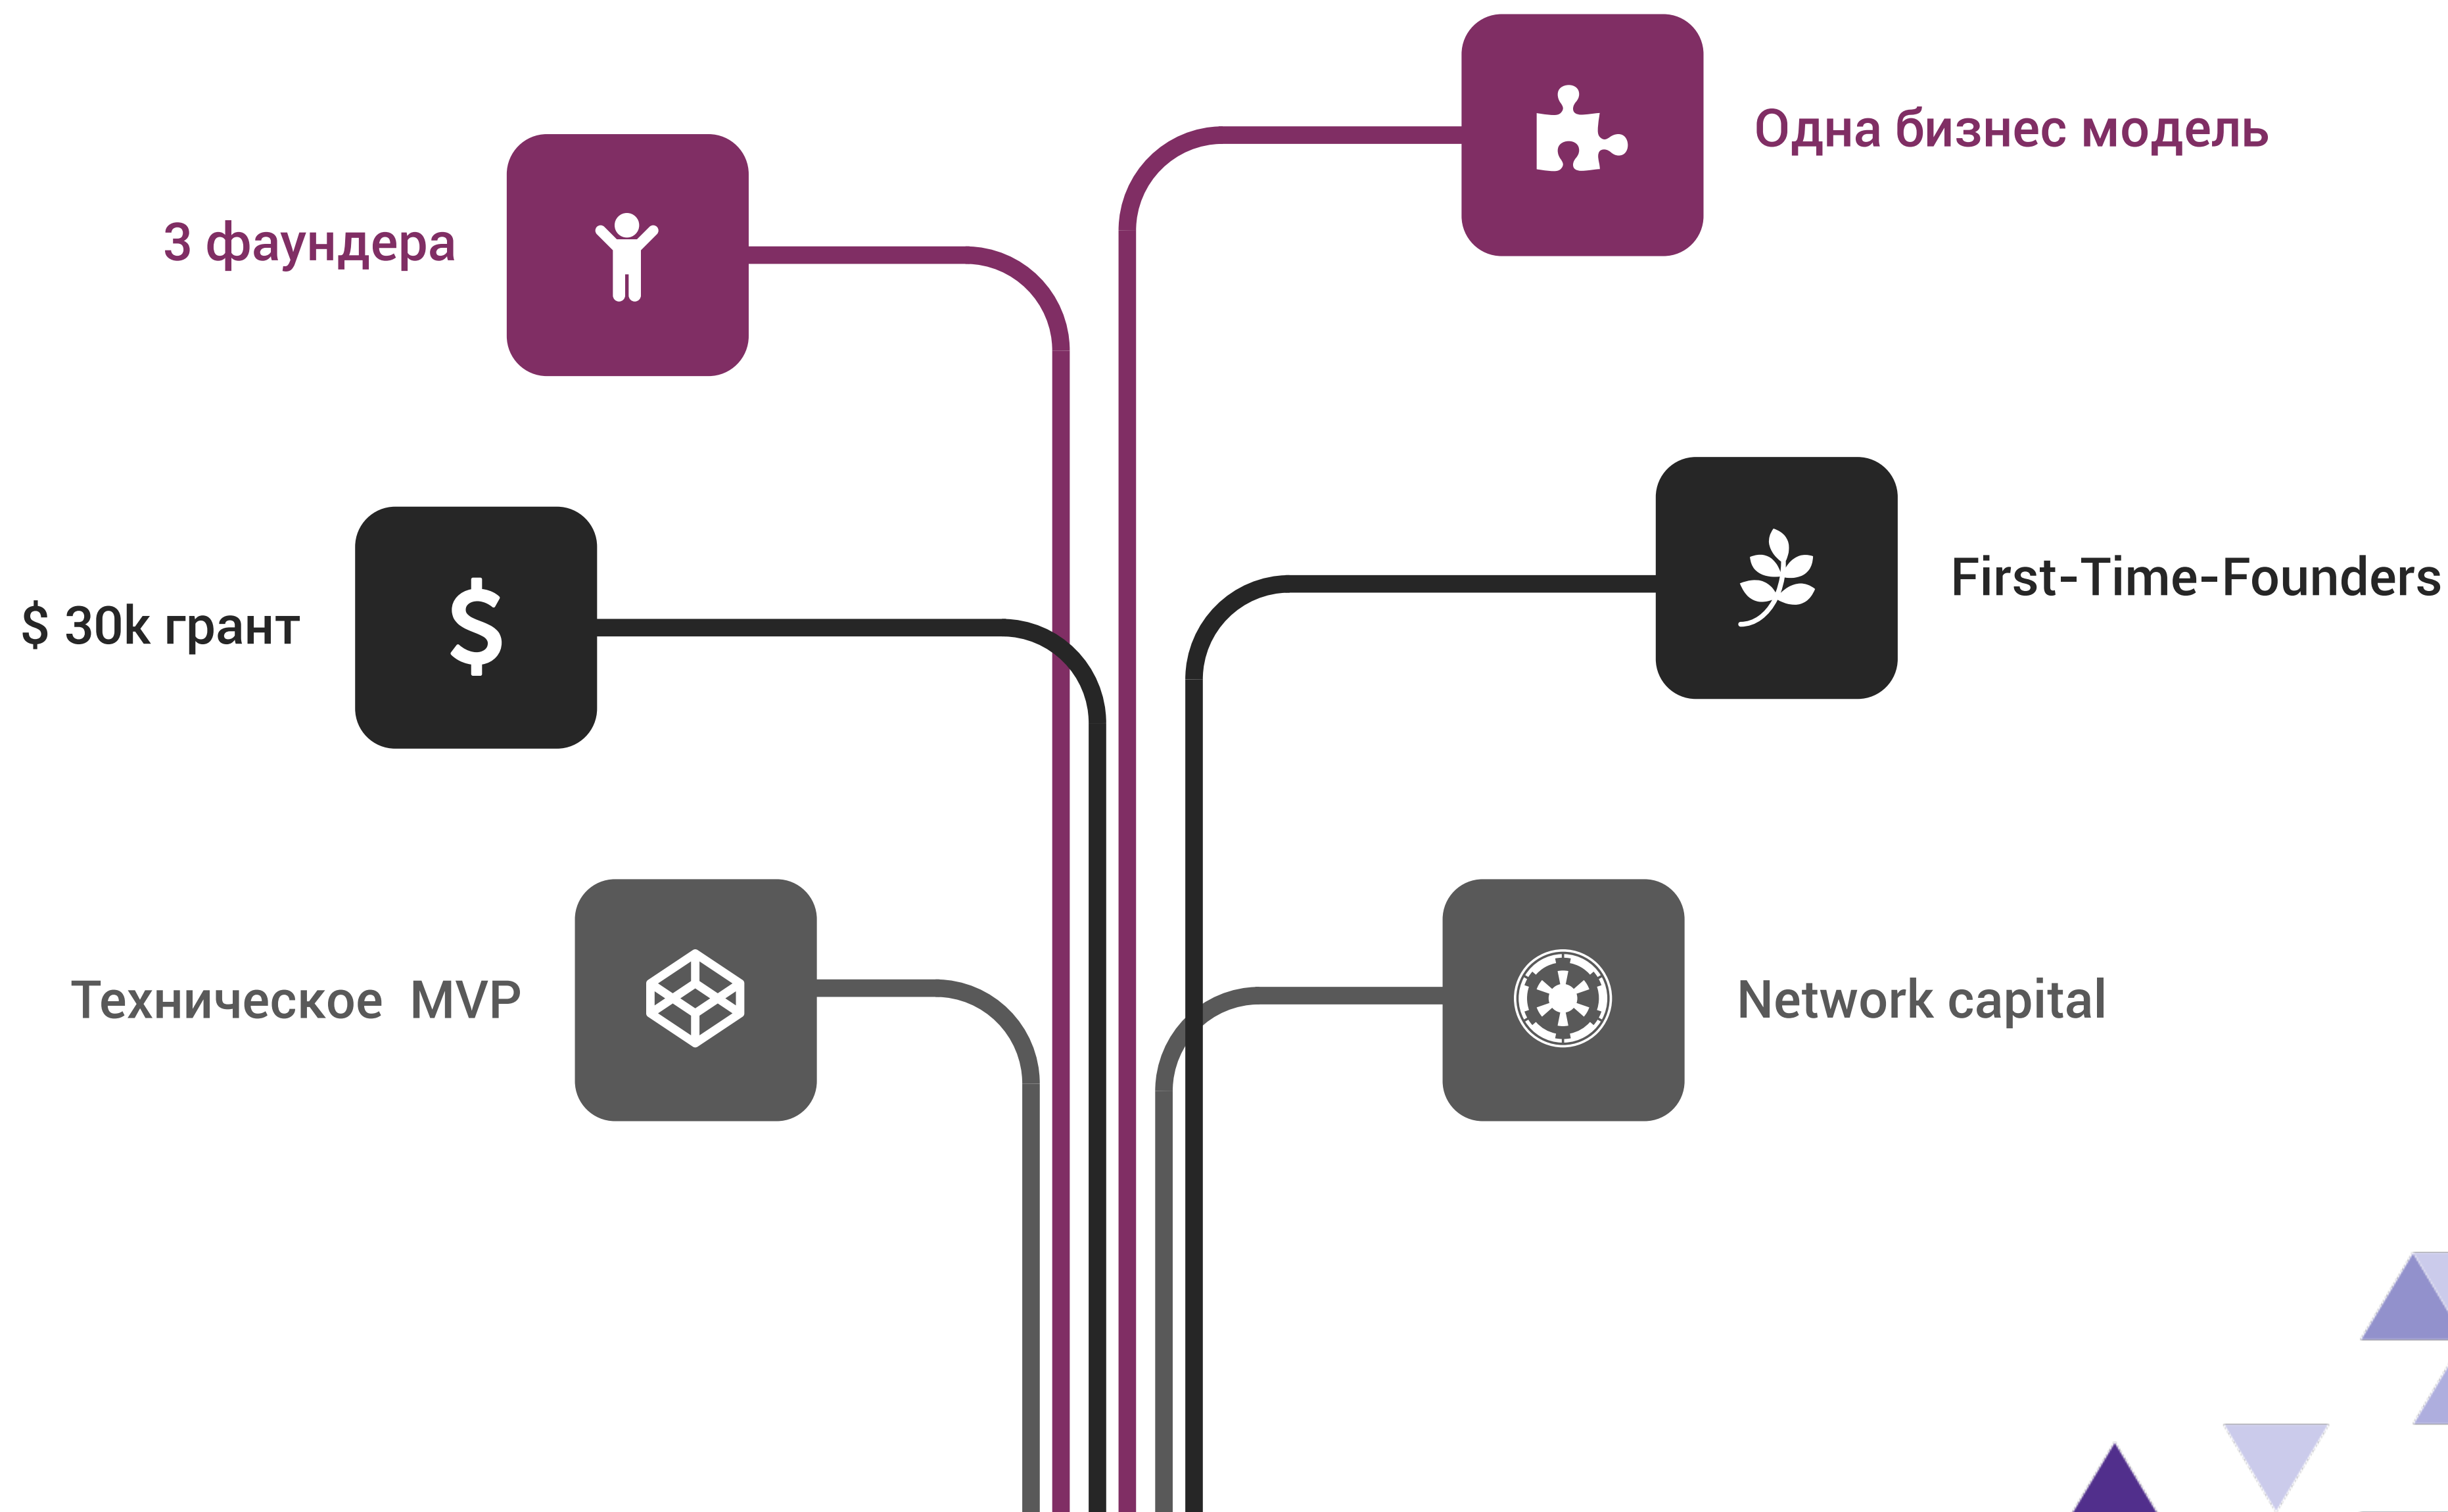 Одна бизнес модель
3 фаундера
First-Time-Founders
$ 30k грант
Техническое MVP
Network capital